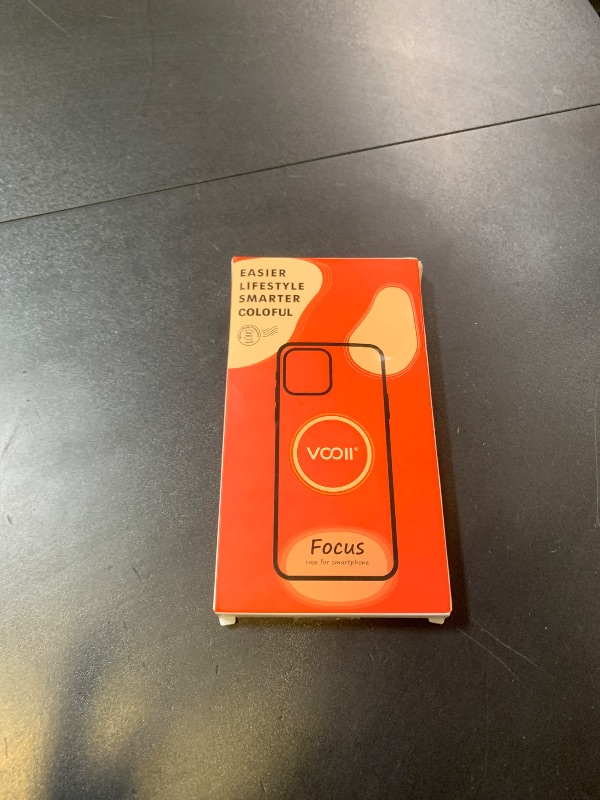 EASIER
LIFESTYLE
SMARTER
COLOFUL
VOOII®
Focus
case for smartphone